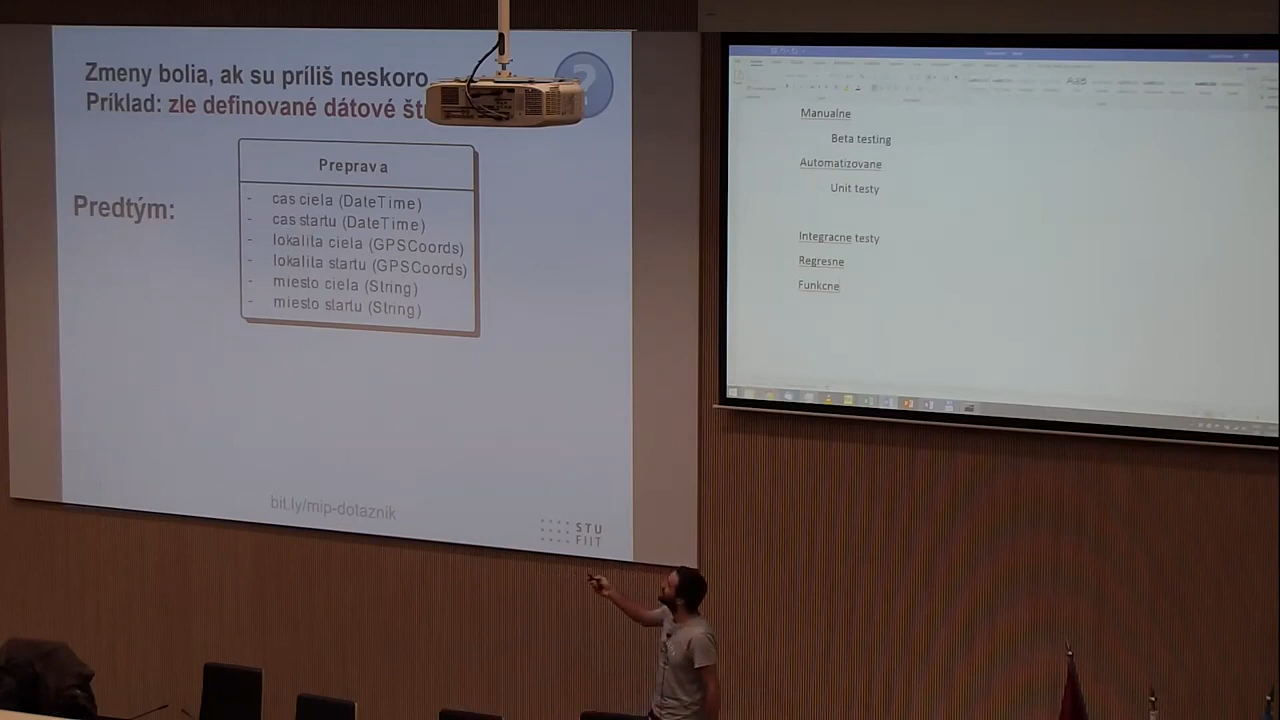 Zmeny bolia, ak su príliš neskoro
Príklad: zle definované dátové št
?
Predtým:
Preprava
- cas ciela (DateTime)
- cas startu (DateTime)
- lokalita ciela (GPSCoords)
- lokalita startu (GPSCoords)
- miesto ciela (String)
- miesto startu (String)
bit.ly/mip-dotazník
STU
FIIT
Manualne
Beta testing
Automatizovane
Unit testy
Integracne testy
Regresne
Funkcne